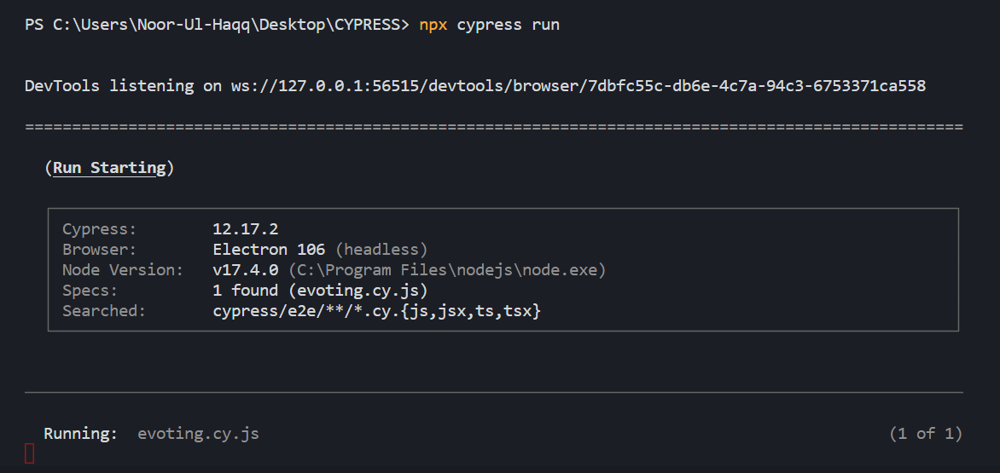 PS C:\Users\Noor-Ul-Haqq\Desktop\CYPRESS> npx cypress run
DevTools listening on ws://127.0.0.1:56515/devtools/browser/7dbfc55c-db6e-4c7a-94c3-6753371ca558
====================================================================================================
(Run Starting)
Cypress: 12.17.2
Browser: Electron 106 (headless)
Node Version: v17.4.0 (C:\Program Files\nodejs\node.exe)
Specs: 1 found (evoting.cy.js)
Searched: cypress/e2e/**/*.cy.{js,jsx,ts,tsx}
Running: evoting.cy.js (1 of 1)